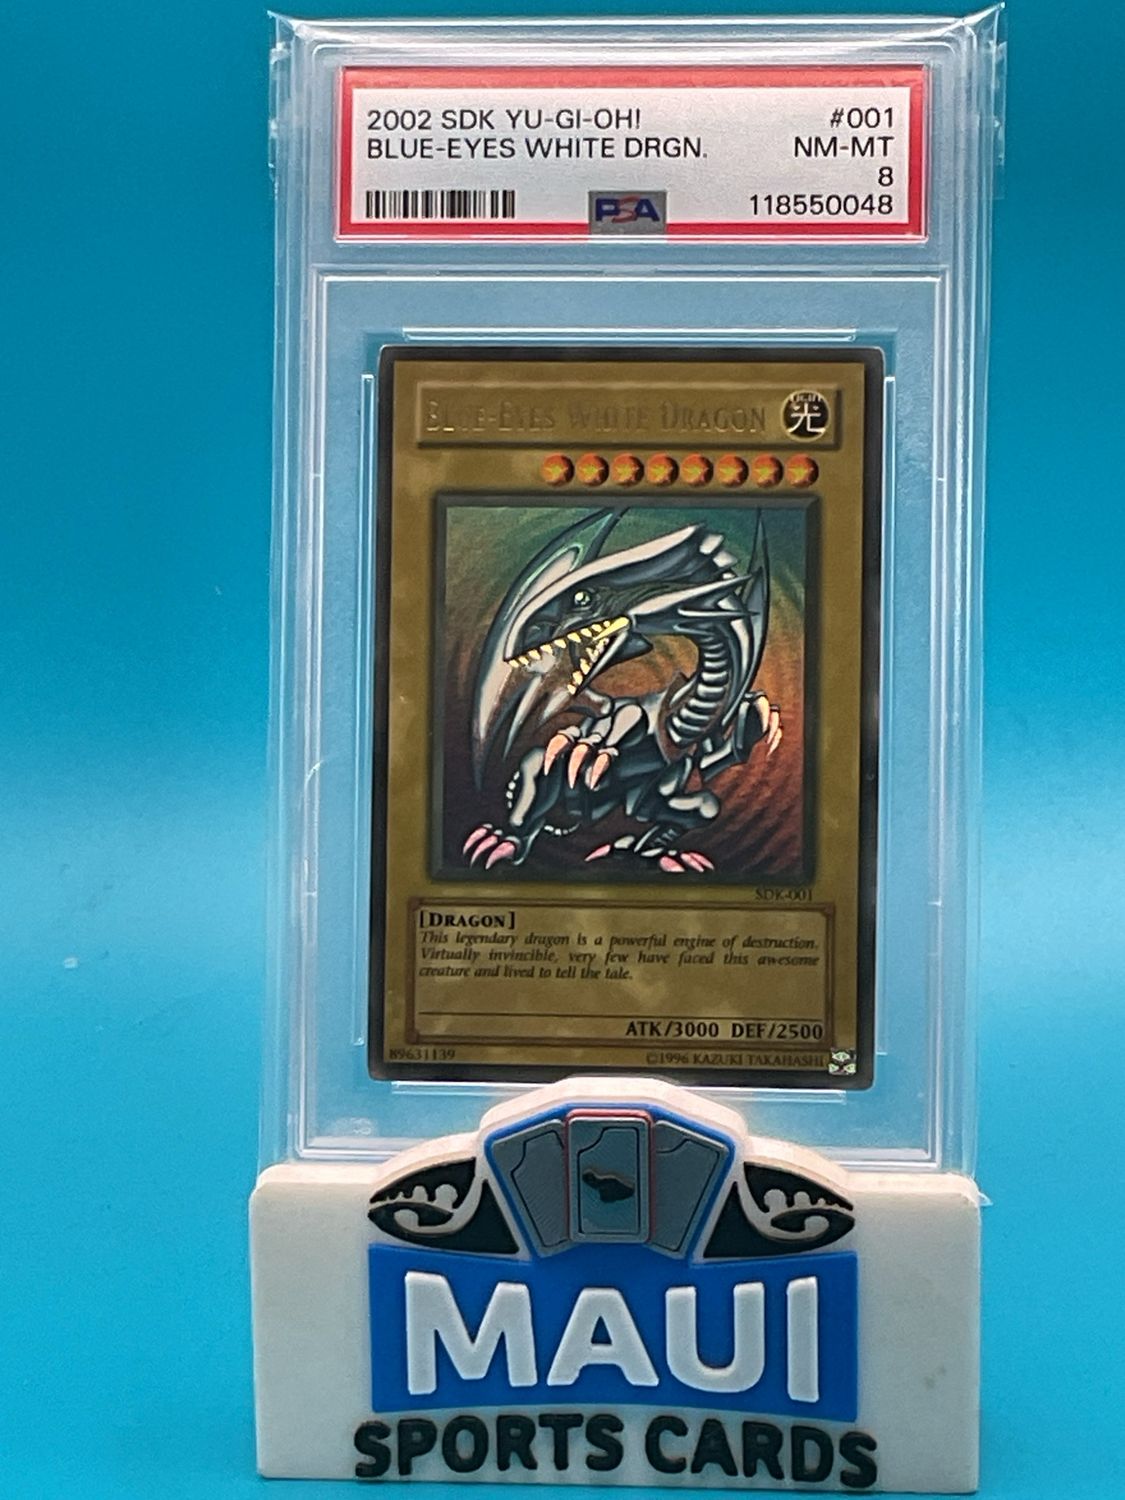 2002 SDK YU-GI-OH! #001
BLUE-EYES WHITE DRGN. NM-MT
8
PSA 118550048
BLUE-EYES WHITE DRAGON
LIGHT
光
SDK-001
[DRAGON]
This legendary dragon is a powerful engine of destruction.
Virtually invincible, very few have faced this awesome
creature and lived to tell the tale.
ATK/3000 DEF/2500
89631139 ©1996 KAZUKI TAKAHASHI
MAUI
SPORTS CARDS